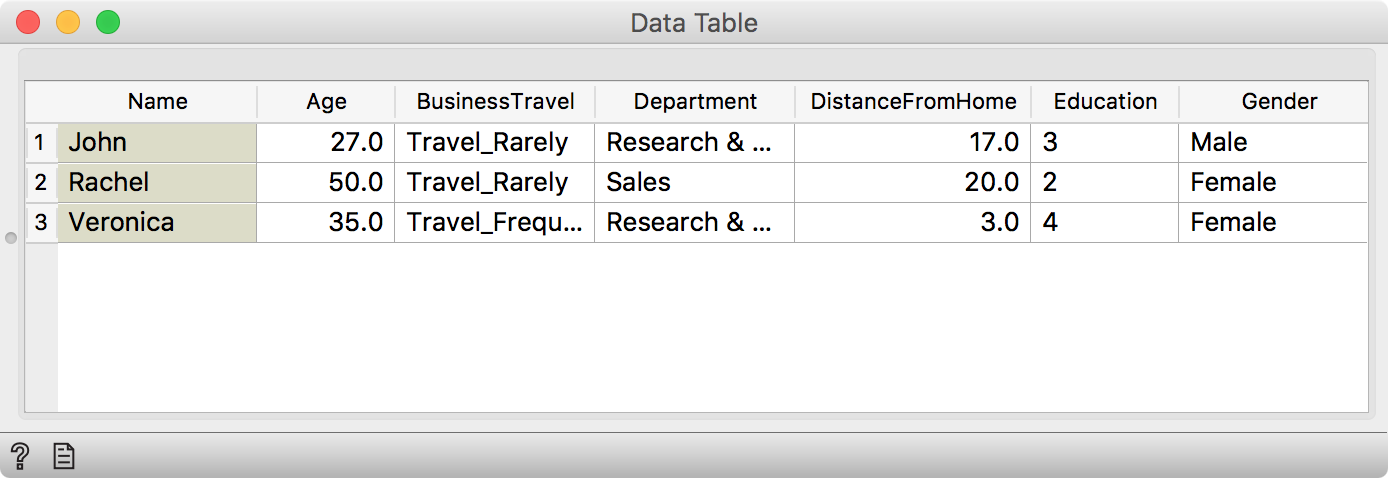 Data Table
Name Age BusinessTravel Department DistanceFromHome Education Gender
1 John 27.0 Travel_Rarely Research & ... 17.0 3 Male
2 Rachel 50.0 Travel_Rarely Sales 20.0 2 Female
3 Veronica 35.0 Travel_Frequ... Research & ... 3.0 4 Female
?